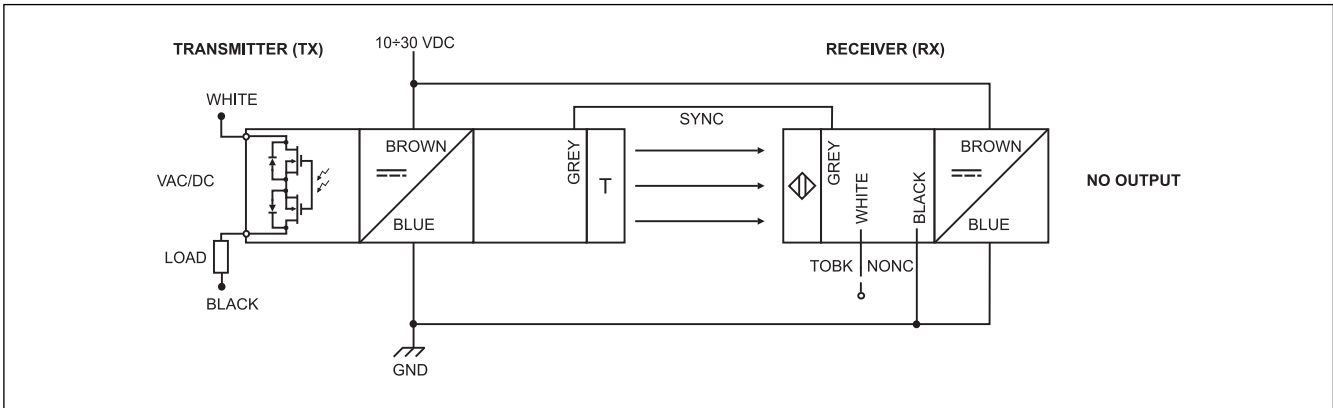 TRANSMITTER (TX)
10÷30 VDC
RECEIVER (RX)
WHITE
SYNC
VAC/DC
BROWN
BLUE
GREY
T
GREY
WHITE
BLACK
BROWN
BLUE
NO OUTPUT
LOAD
BLACK
TOBK
NONC
GND